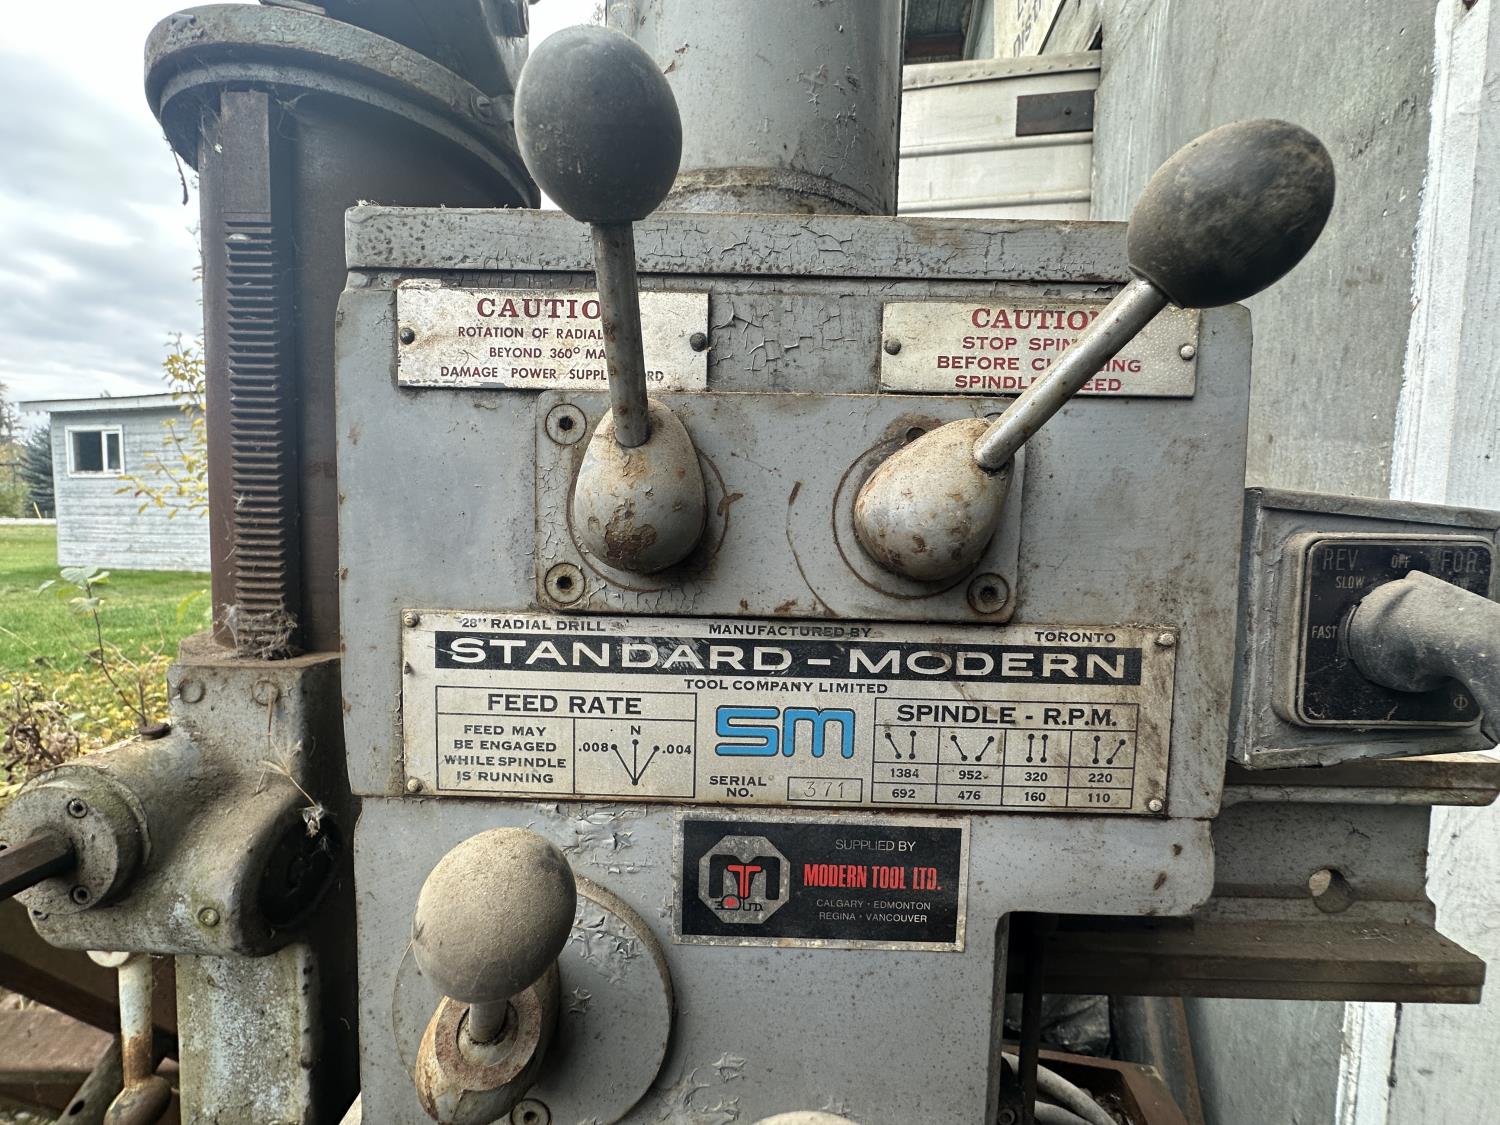 CAUTIO
ROTATION OF RADIAL
BEYOND 360° MA
DAMAGE POWER SUPPL RD
CAUTION
STOP SPIN
BEFORE CHANGING
SPINDLE SPEED
REV. OFF FOR.
SLOW
FAST
28" RADIAL DRILL MANUFACTURED BY TORONTO
STANDARD-MODERN
TOOL COMPANY LIMITED
FEED RATE
FEED MAY
BE ENGAGED
WHILE SPINDLE
IS RUNNING
N
.008 .004
SM
SERIAL
NO. 371
SPINDLE - R.P.M.
1384 952 320 220
692 476 160 110
SUPPLIED BY
MODERN TOOL LTD.
CALGARY · EDMONTON
REGINA · VANCOUVER